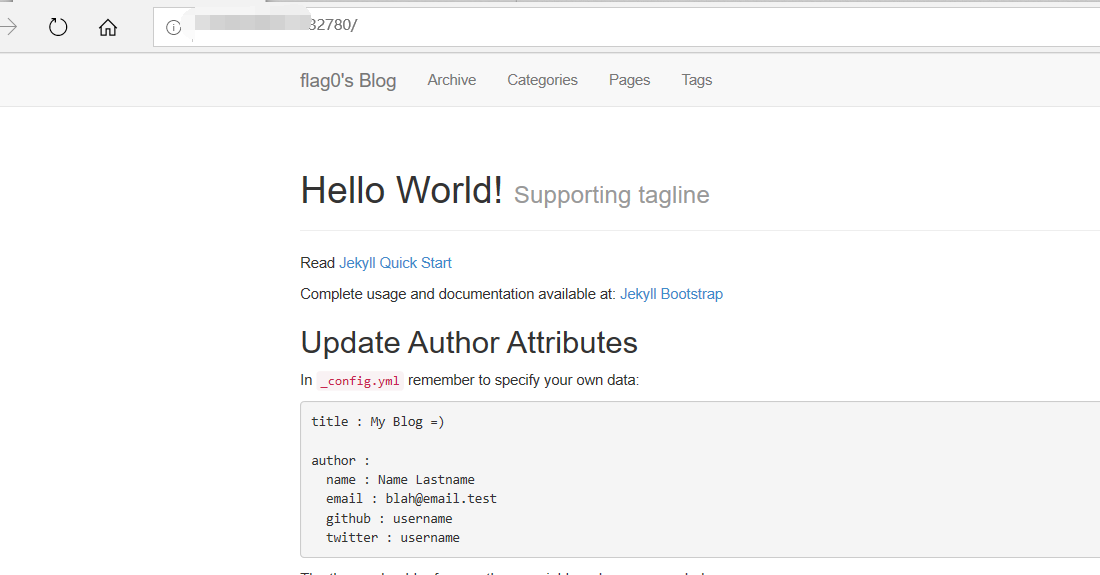 32780/
flag0's Blog Archive Categories Pages Tags
Hello World! Supporting tagline
Read Jekyll Quick Start
Complete usage and documentation available at: Jekyll Bootstrap
Update Author Attributes
In _config.yml remember to specify your own data:
title : My Blog =)
author :
name : Name Lastname
email : blah@email.test
github : username
twitter : username